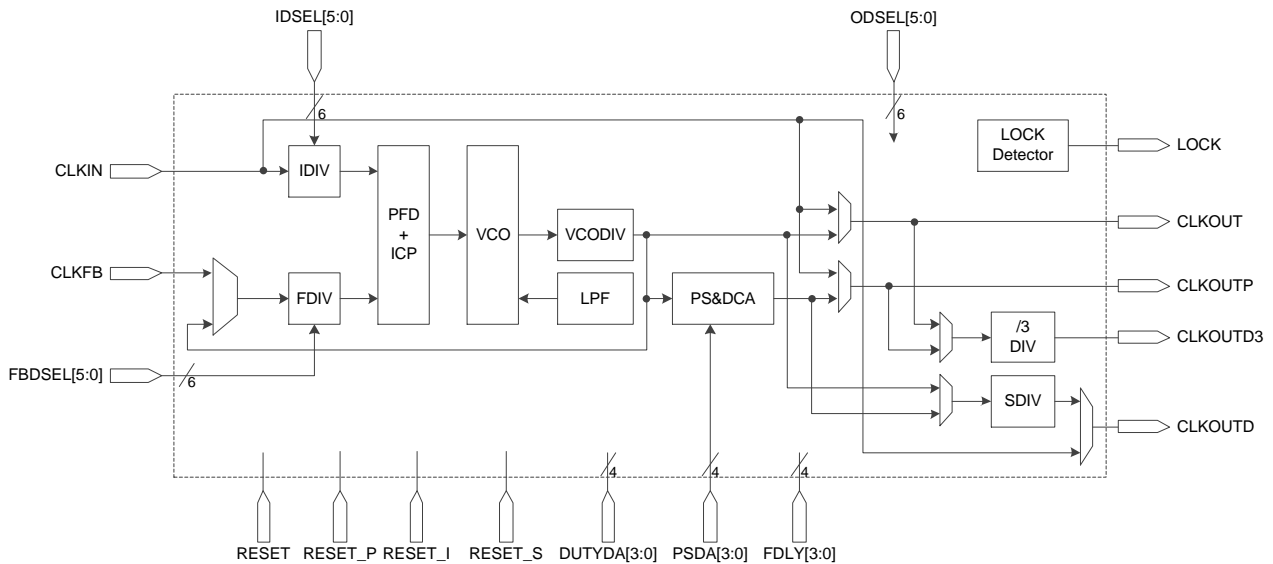 IDSEL[5:0]
ODSEL[5:0]
6
6
LOCK
Detector
LOCK
CLKIN
IDIV
PFD
+
ICP
VCO
VCODIV
CLKOUT
CLKFB
FDIV
LPF
PS&DCA
CLKOUTP
/3
DIV
CLKOUTD3
FBDSEL[5:0]
6
SDIV
CLKOUTD
4
4
4
RESET
RESET_P
RESET_I
RESET_S
DUTYDA[3:0]
PSDA[3:0]
FDLY[3:0]